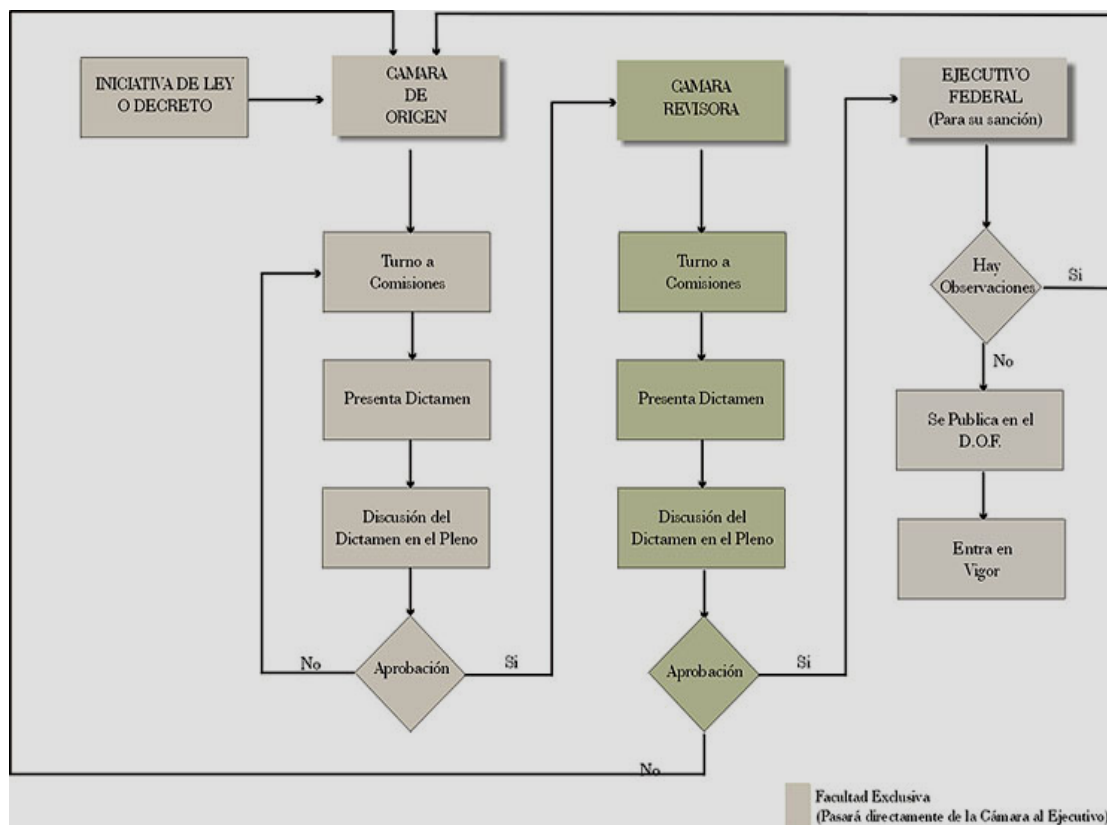 INICIATIVA DE LEY
O DECRETO
CAMARA
DE
ORIGEN
Turno a
Comisiones
Presenta Dictamen
Discusión del
Dictamen en el Pleno
Aprobación
No
Si
CAMARA
REVISORA
Turno a
Comisiones
Presenta Dictamen
Discusión del
Dictamen en el Pleno
Aprobación
Si
No
EJECUTIVO
FEDERAL
(Para su sanción)
Hay
Observaciones
Si
No
Se Publica en el
D.O.F.
Entra en
Vigor
Facultad Exclusiva
(Pasará directamente de la Cámara al Ejecutivo)